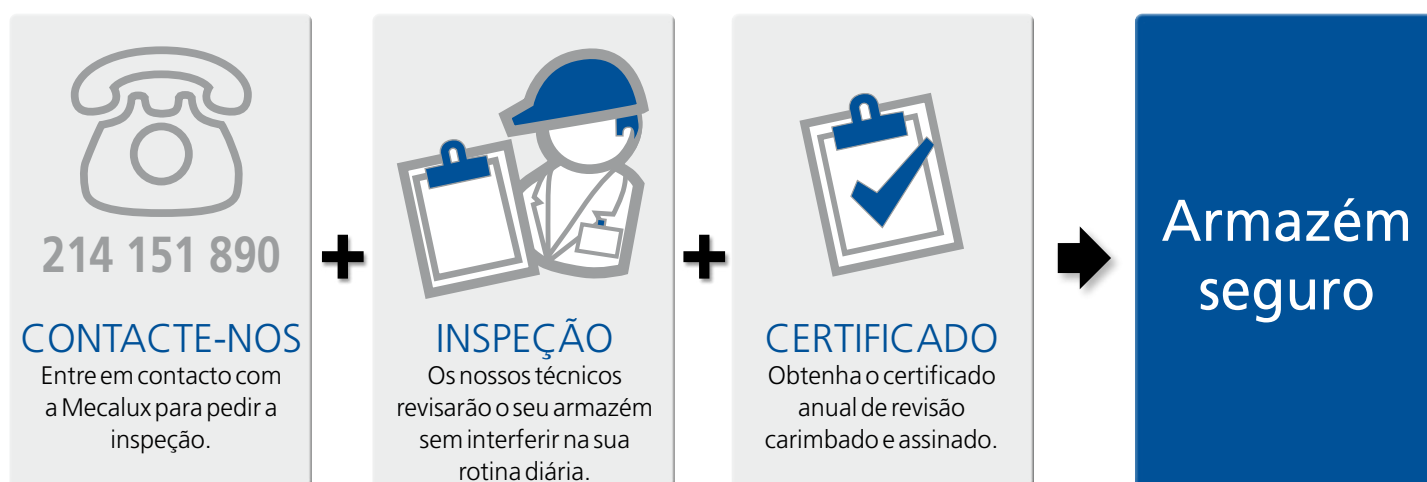 214 151 890
CONTACTE-NOS
Entre em contacto com
a Mecalux para pedir a
inspeção.
INSPEÇÃO
Os nossos técnicos
revisarão o seu armazém
sem interferir na sua
rotina diária.
CERTIFICADO
Obtenha o certificado
anual de revisão
carimbado e assinado.
Armazém
seguro